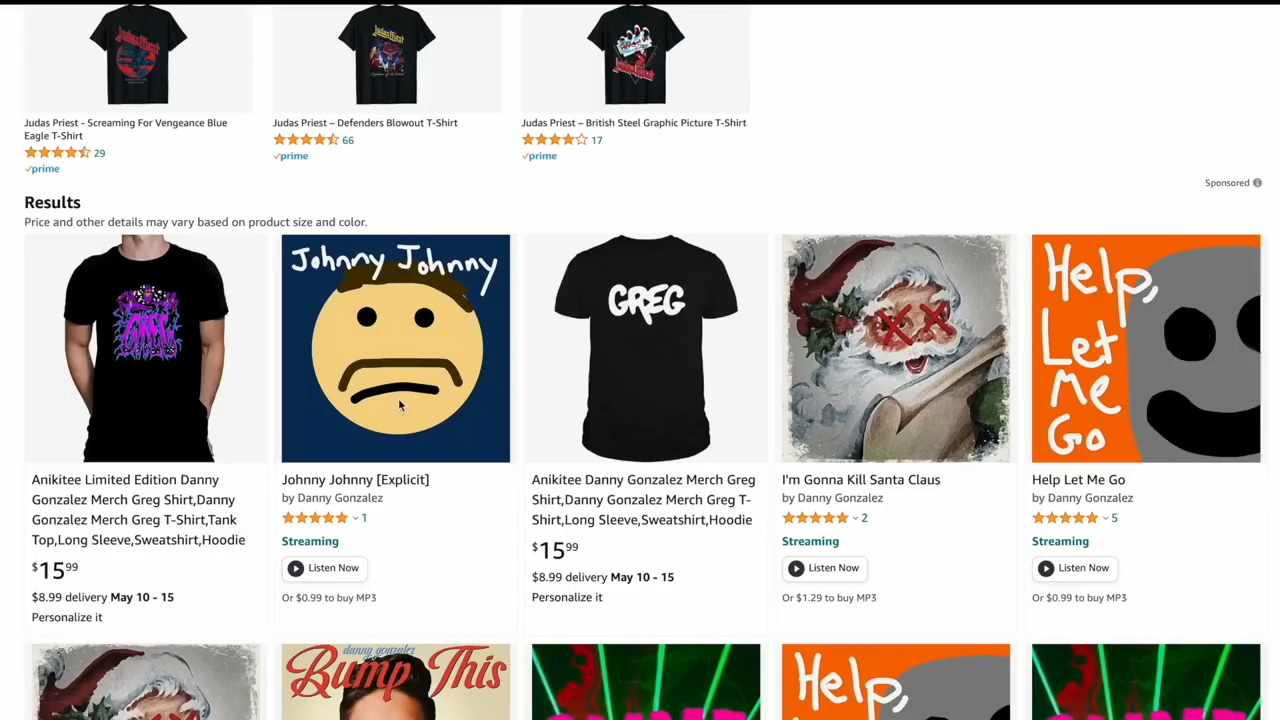 Judas Priest - Screaming For Vengeance Blue
Eagle T-Shirt
29
prime
Judas Priest – Defenders Blowout T-Shirt
66
prime
Judas Priest – British Steel Graphic Picture T-Shirt
17
prime
Sponsored
Results
Price and other details may vary based on product size and color.
GREG
Anikitee Limited Edition Danny
Gonzalez Merch Greg Shirt,Danny
Gonzalez Merch Greg T-Shirt,Tank
Top,Long Sleeve,Sweatshirt,Hoodie
$15 99
$8.99 delivery May 10 - 15
Personalize it
Johnny Johnny
Johnny Johnny [Explicit]
by Danny Gonzalez
1
Streaming
Listen Now
Or $0.99 to buy MP3
GREG
Anikitee Danny Gonzalez Merch Greg
Shirt,Danny Gonzalez Merch Greg T-
Shirt,Long Sleeve,Sweatshirt,Hoodie
$15 99
$8.99 delivery May 10 - 15
Personalize it
I'm Gonna Kill Santa Claus
by Danny Gonzalez
2
Streaming
Listen Now
Or $1.29 to buy MP3
Help,
Let
Me
Go
Help Let Me Go
by Danny Gonzalez
5
Streaming
Listen Now
Or $0.99 to buy MP3
danny gonzalez
Bump This
Help,